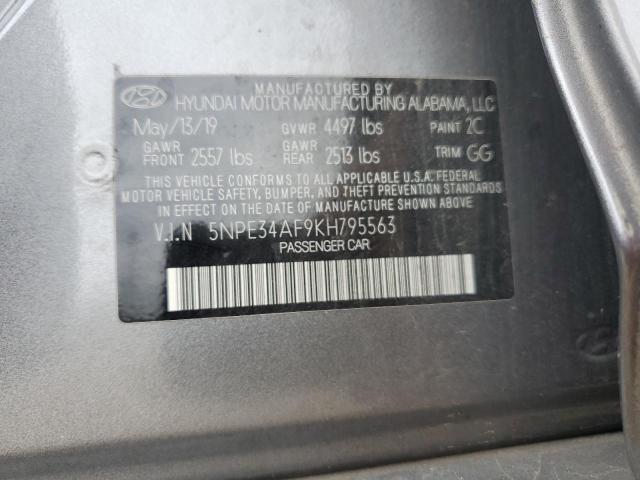 MANUFACTURED BY
HYUNDAI MOTOR MANUFACTURING ALABAMA, LLC
May/13/19 GVWR 4497 lbs PAINT 2C
GAWR FRONT 2557 lbs GAWR REAR 2513 lbs TRIM GG
THIS VEHICLE CONFORMS TO ALL APPLICABLE U.S.A. FEDERAL
MOTOR VEHICLE SAFETY, BUMPER, AND THEFT PREVENTION STANDARDS
IN EFFECT ON THE DATE OF MANUFACTURE SHOWN ABOVE
V.I.N 5NPE34AF9KH795563
PASSENGER CAR